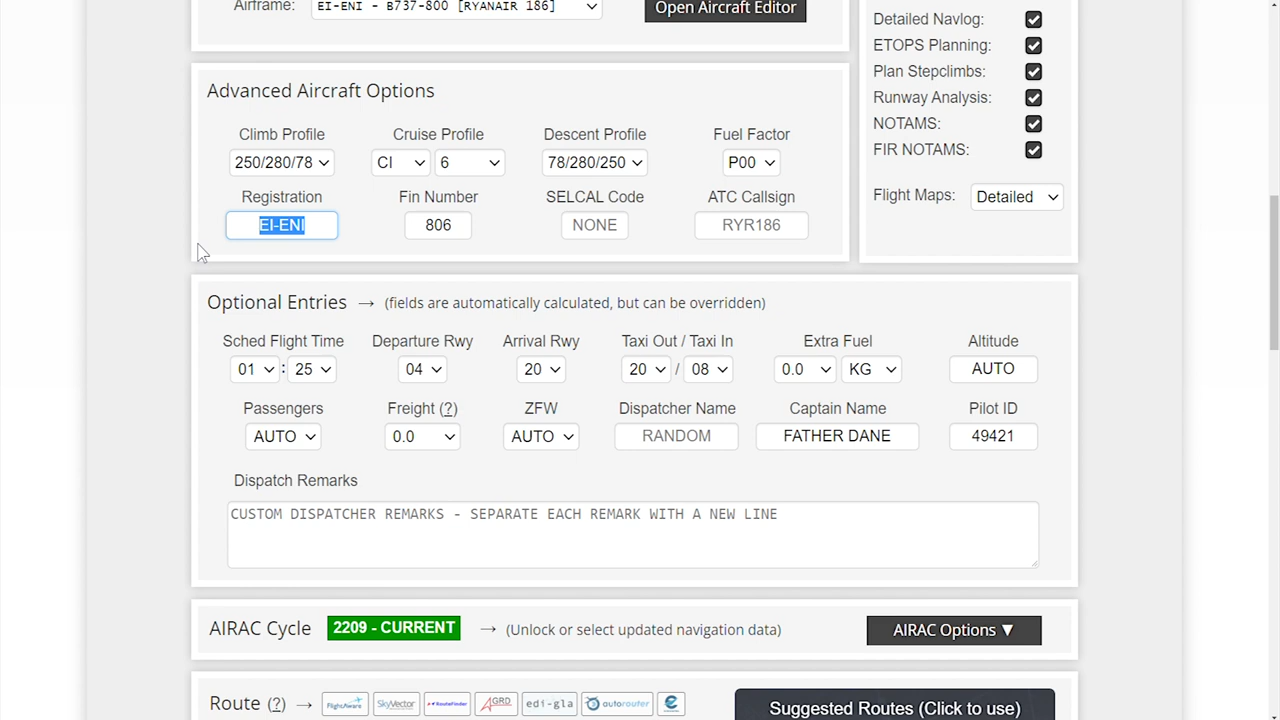 Airframe: EI-ENI - B737-800 [RYANAIR 186] Open Aircraft Editor
Detailed Navlog:
ETOPS Planning:
Plan Stepclimbs:
Runway Analysis:
NOTAMS:
FIR NOTAMS:
Flight Maps: Detailed
Advanced Aircraft Options
Climb Profile Cruise Profile Descent Profile Fuel Factor
250/280/78 CI 6 78/280/250 P00
Registration Fin Number SELCAL Code ATC Callsign
EI-ENI 806 NONE RYR186
Optional Entries → (fields are automatically calculated, but can be overridden)
Sched Flight Time Departure Rwy Arrival Rwy Taxi Out / Taxi In Extra Fuel Altitude
01 : 25 04 20 20 / 08 0.0 KG AUTO
Passengers Freight (?) ZFW Dispatcher Name Captain Name Pilot ID
AUTO 0.0 AUTO RANDOM FATHER DANE 49421
Dispatch Remarks
CUSTOM DISPATCHER REMARKS - SEPARATE EACH REMARK WITH A NEW LINE
AIRAC Cycle 2209 - CURRENT → (Unlock or select updated navigation data) AIRAC Options ▼
Route (?) → FlightAware SkyVector RouteFinder AGRD edi-gla autorouter Suggested Routes (Click to use)